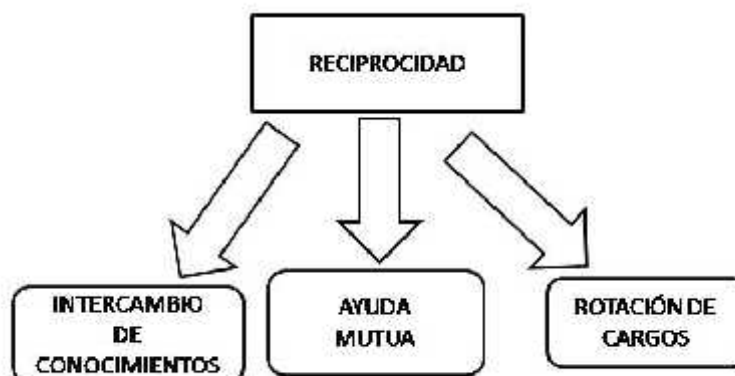 RECIPROCIDAD
INTERCAMBIO
DE
CONOCIMIENTOS
AYUDA
MUTUA
ROTACIÓN DE
CARGOS